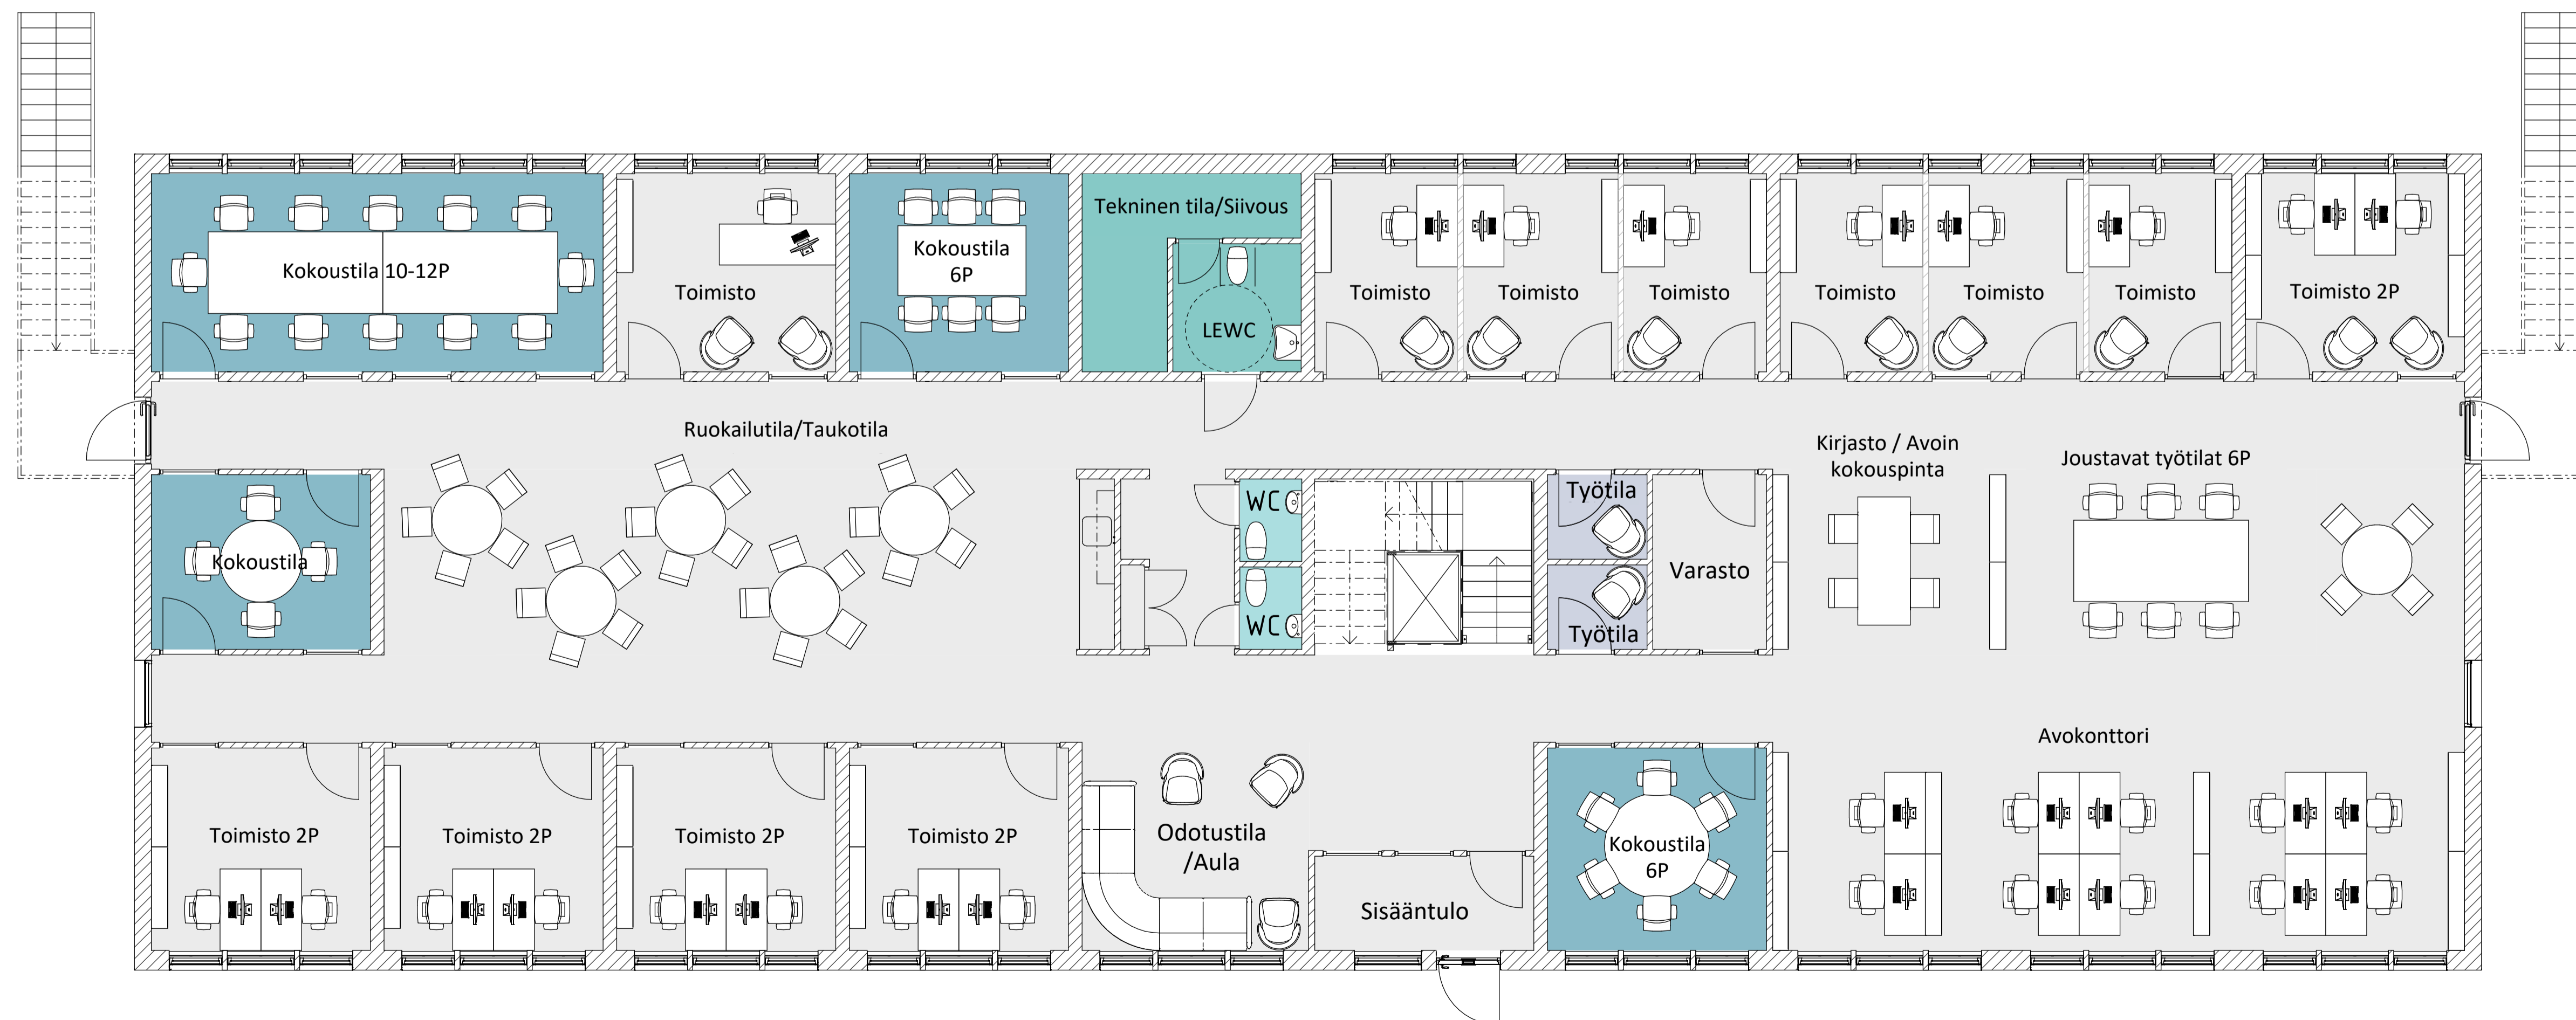 Kokoustila 10-12P
Toimisto
Kokoustila
6P
Tekninen tila/Siivous
LEWC
Toimisto
Toimisto
Toimisto
Toimisto
Toimisto
Toimisto
Toimisto 2P
Ruokailutila/Taukotila
Kirjasto / Avoin
kokouspinta
Joustavat työtilat 6P
Kokoustila
WC
WC
Työtila
Työtila
Varasto
Avokonttori
Toimisto 2P
Toimisto 2P
Toimisto 2P
Toimisto 2P
Odotustila
/Aula
Sisääntulo
Kokoustila
6P